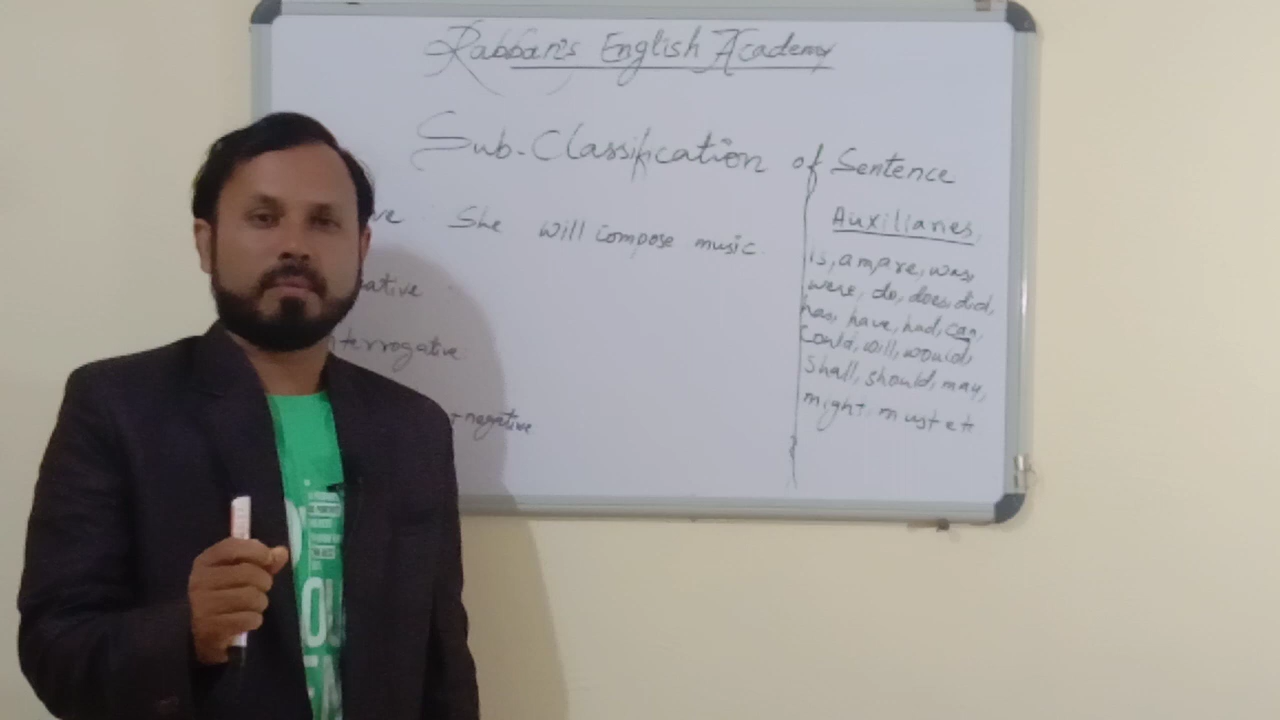 Rabban's English Academy
Sub-Classification of Sentence
ve : She will compose music.
ative
nterrogative
negative
Auxiliaries,
is, am, are, was,
were, do, does, did,
has, have, had, can,
Could, will, would,
Shall, should, may,
might, must etc